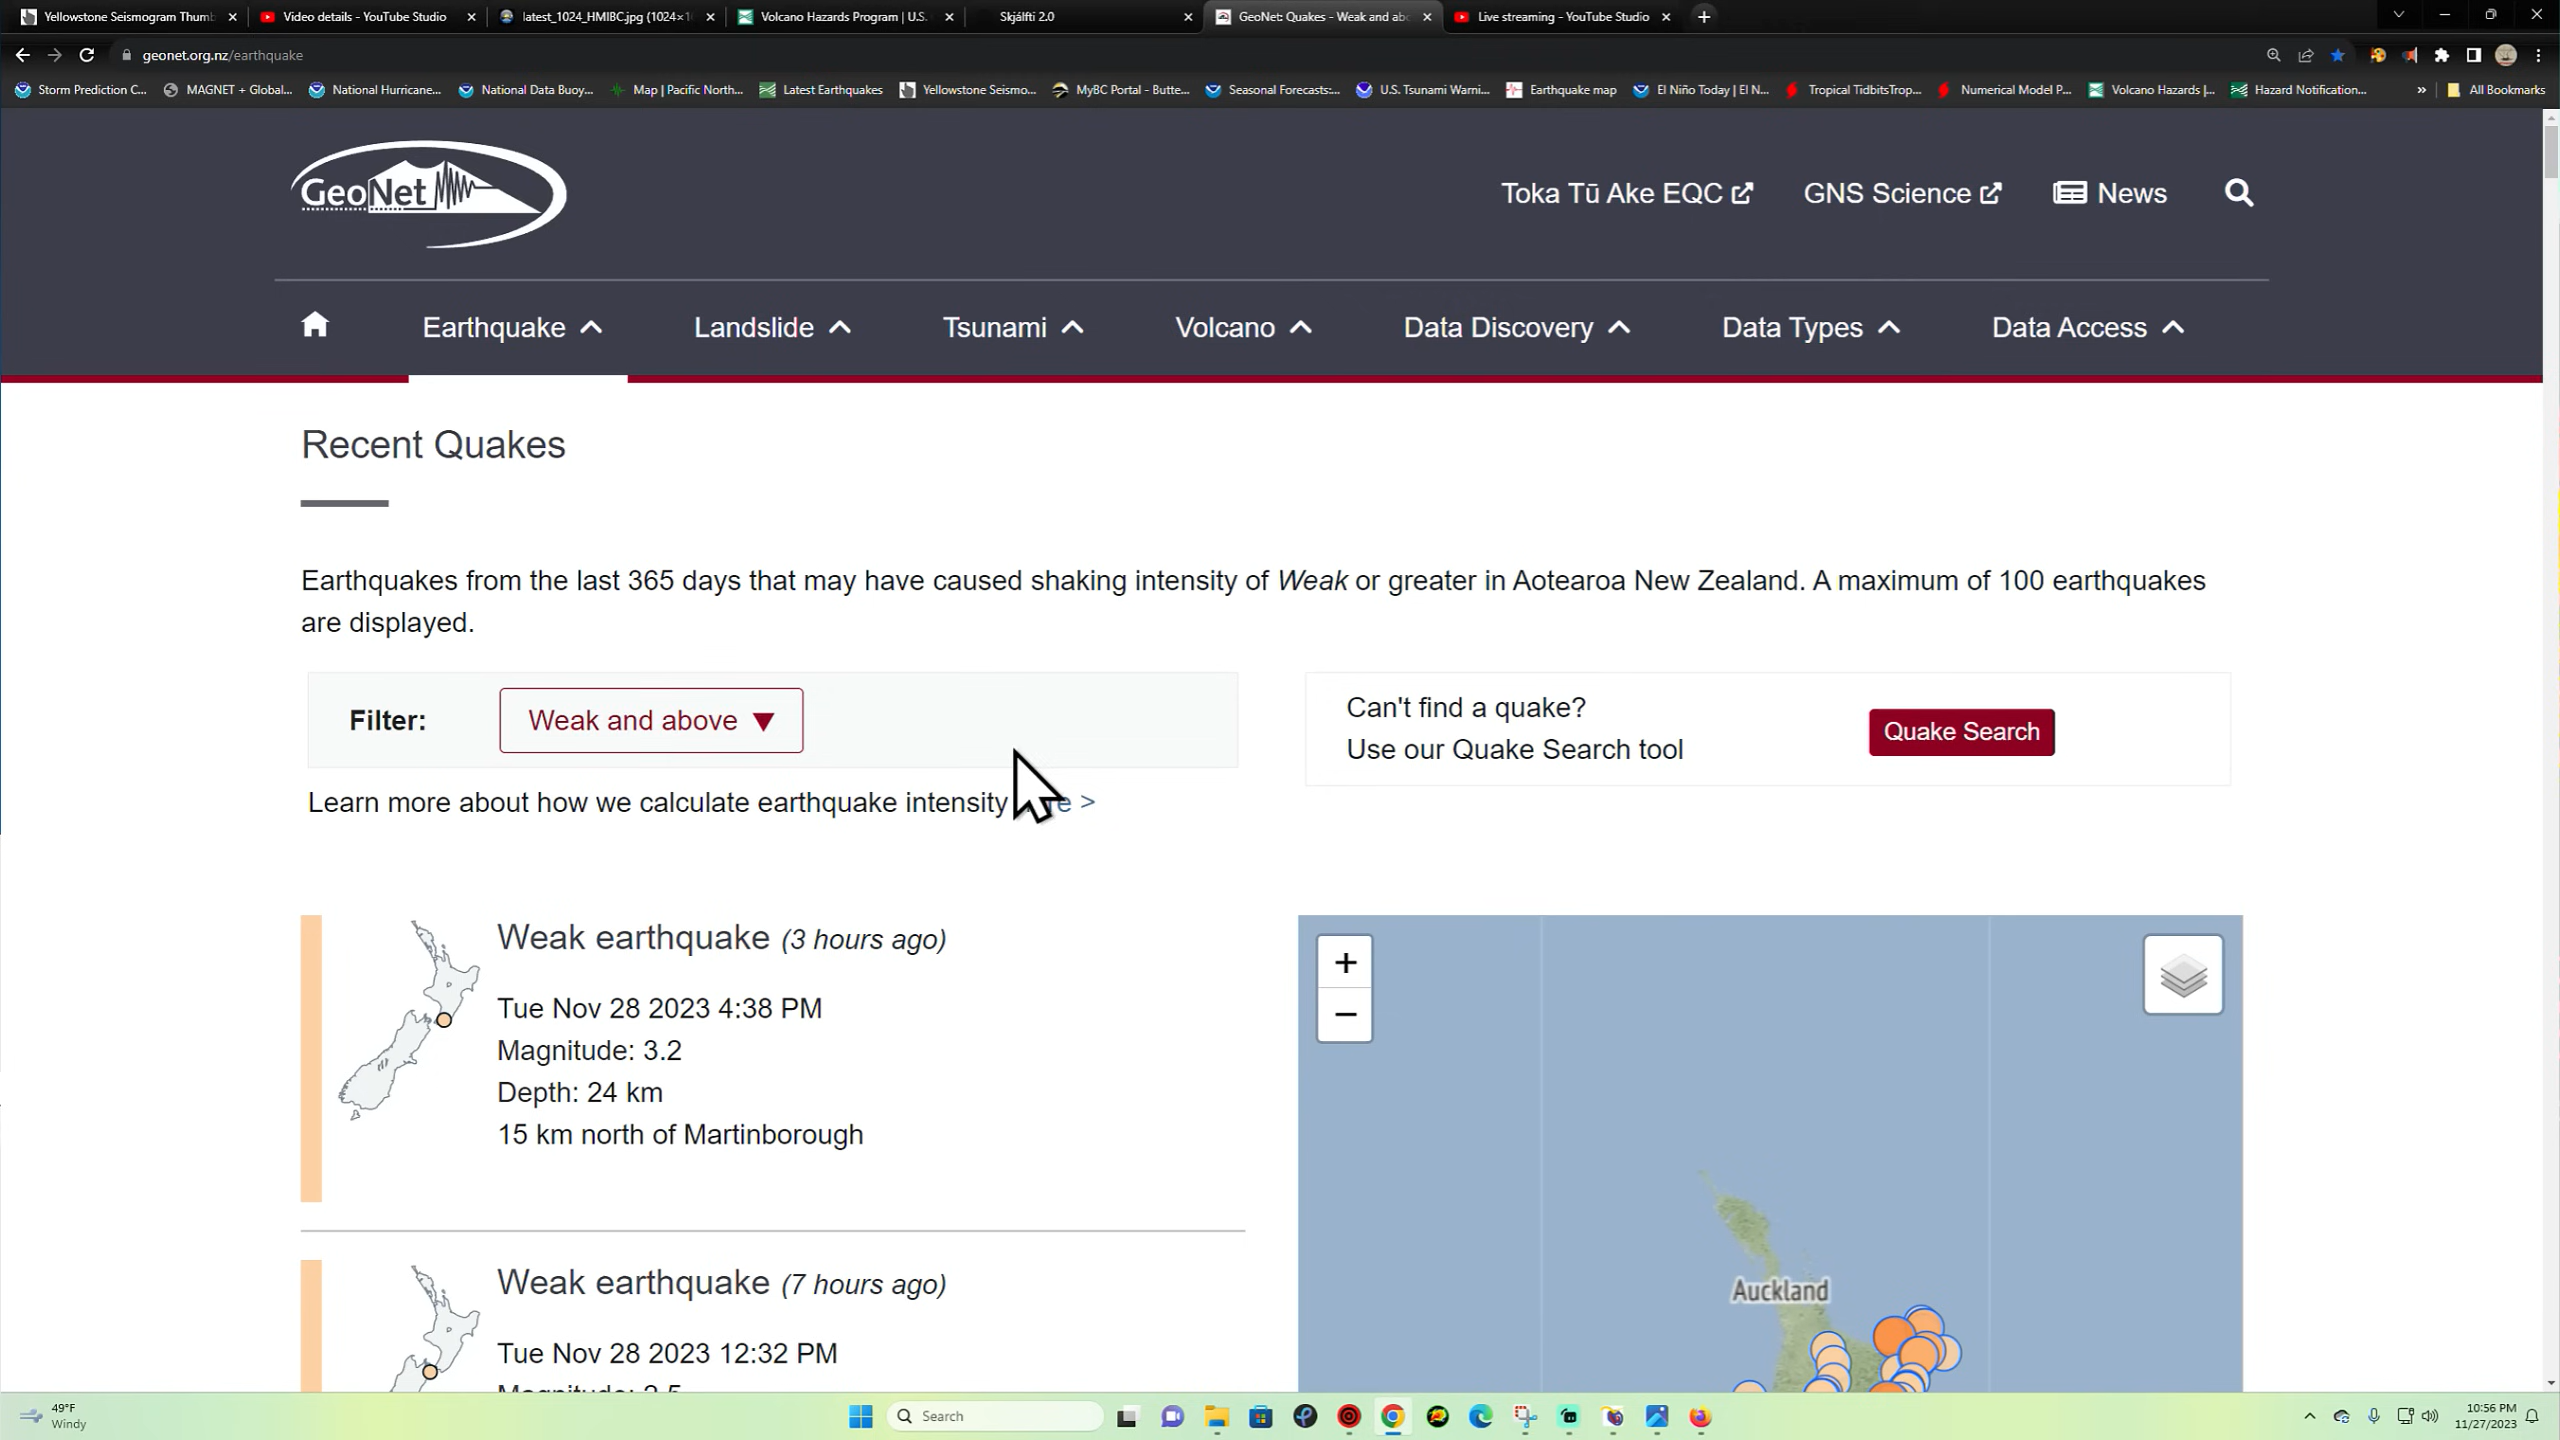 Yellowstone Seismogram Thumb
Video details - YouTube Studio
latest_1024_HMIBC.jpg (1024×1
Volcano Hazards Program | U.S.
Skjálfti 2.0
GeoNet: Quakes - Weak and abo
Live streaming - YouTube Studio
geonet.org.nz/earthquake
Storm Prediction C...
MAGNET + Global...
National Hurricane...
National Data Buoy...
Map | Pacific North...
Latest Earthquakes
Yellowstone Seismo...
MyBC Portal - Butte...
Seasonal Forecasts:...
U.S. Tsunami Warni...
Earthquake map
El Niño Today | El N...
Tropical TidbitsTrop...
Numerical Model P...
Volcano Hazards |...
Hazard Notification...
»
All Bookmarks
GeoNet
Toka Tū Ake EQC
GNS Science
News
Earthquake
Landslide
Tsunami
Volcano
Data Discovery
Data Types
Data Access
Recent Quakes
Earthquakes from the last 365 days that may have caused shaking intensity of Weak or greater in Aotearoa New Zealand. A maximum of 100 earthquakes
are displayed.
Filter:
Weak and above ▼
Can't find a quake?
Use our Quake Search tool
Quake Search
Learn more about how we calculate earthquake intensity >
Weak earthquake (3 hours ago)
Tue Nov 28 2023 4:38 PM
Magnitude: 3.2
Depth: 24 km
15 km north of Martinborough
Weak earthquake (7 hours ago)
Tue Nov 28 2023 12:32 PM
+
−
Auckland
49°F
Windy
Search
10:56 PM
11/27/2023